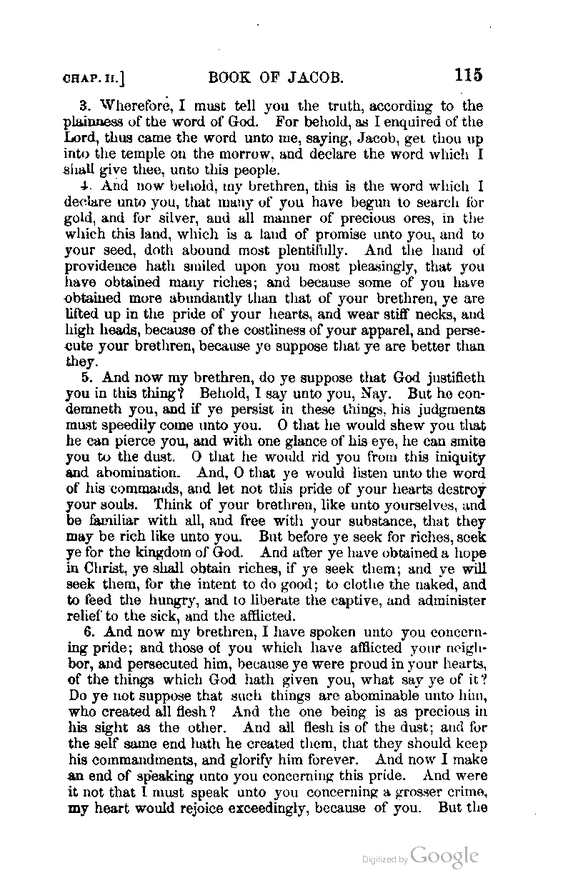 CHAP. II.] BOOK OF JACOB. 115
3. Wherefore, I must tell you the truth, according to the
plainness of the word of God. For behold, as I enquired of the
Lord, thus came the word unto me, saying, Jacob, get thou up
into the temple on the morrow, and declare the word which I
shall give thee, unto this people.
4. And now behold, my brethren, this is the word which I
declare unto you, that many of you have begun to search for
gold, and for silver, and all manner of precious ores, in the
which this land, which is a land of promise unto you, and to
your seed, doth abound most plentifully. And the hand of
providence hath smiled upon you most pleasingly, that you
have obtained many riches; and because some of you have
obtained more abundantly than that of your brethren, ye are
lifted up in the pride of your hearts, and wear stiff necks, and
high heads, because of the costliness of your apparel, and perse-
cute your brethren, because ye suppose that ye are better than
they.
5. And now my brethren, do ye suppose that God justifieth
you in this thing? Behold, I say unto you, Nay. But he con-
demneth you, and if ye persist in these things, his judgments
must speedily come unto you. O that he would shew you that
he can pierce you, and with one glance of his eye, he can smite
you to the dust. O that he would rid you from this iniquity
and abomination. And, O that ye would listen unto the word
of his commands, and let not this pride of your hearts destroy
your souls. Think of your brethren, like unto yourselves, and
be familiar with all, and free with your substance, that they
may be rich like unto you. But before ye seek for riches, seek
ye for the kingdom of God. And after ye have obtained a hope
in Christ, ye shall obtain riches, if ye seek them; and ye will
seek them, for the intent to do good; to clothe the naked, and
to feed the hungry, and to liberate the captive, and administer
relief to the sick, and the afflicted.
6. And now my brethren, I have spoken unto you concern-
ing pride; and those of you which have afflicted your neigh-
bor, and persecuted him, because ye were proud in your hearts,
of the things which God hath given you, what say ye of it?
Do ye not suppose that such things are abominable unto him,
who created all flesh? And the one being is as precious in
his sight as the other. And all flesh is of the dust; and for
the self same end hath he created them, that they should keep
his commandments, and glorify him forever. And now I make
an end of speaking unto you concerning this pride. And were
it not that I must speak unto you concerning a grosser crime,
my heart would rejoice exceedingly, because of you. But the
Digitized by Google